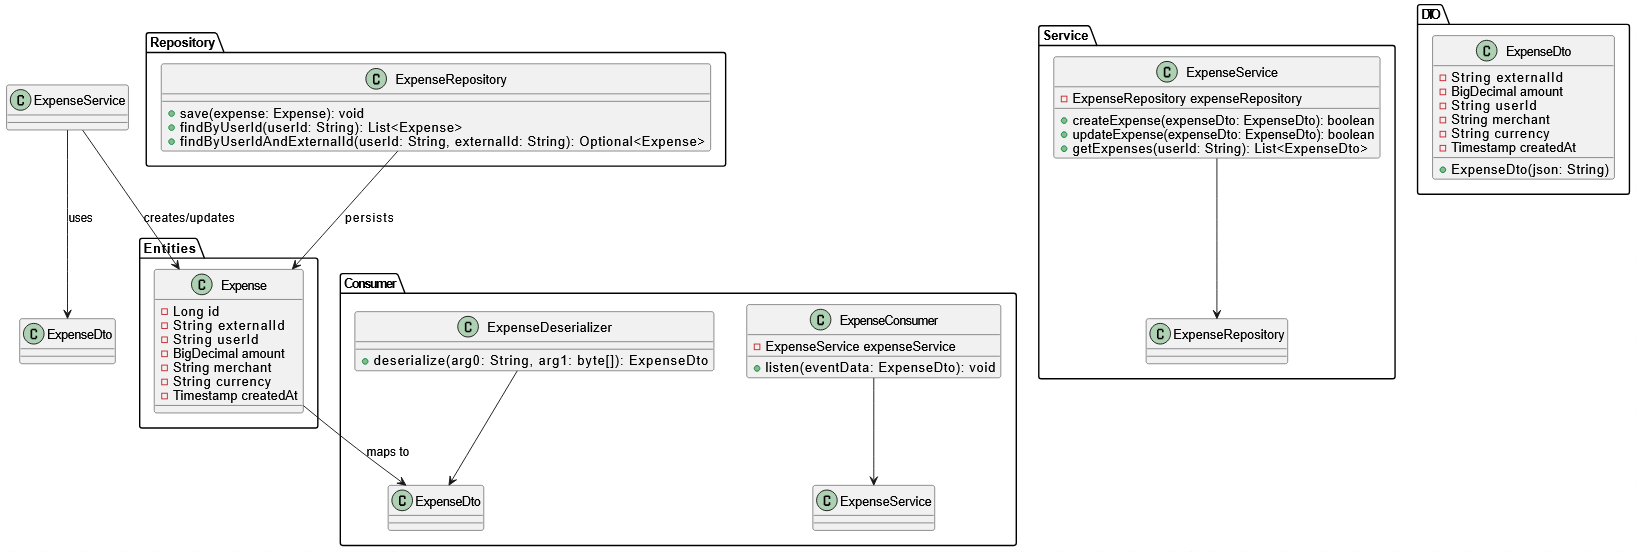 C ExpenseService
uses
creates/updates
C ExpenseDto
Repository
C ExpenseRepository
save(expense: Expense): void
findByUserId(userId: String): List<Expense>
findByUserIdAndExternalId(userId: String, externalId: String): Optional<Expense>
persists
Entities
C Expense
Long id
String externalId
String userId
BigDecimal amount
String merchant
String currency
Timestamp createdAt
maps to
Consumer
C ExpenseDeserializer
deserialize(arg0: String, arg1: byte[]): ExpenseDto
C ExpenseConsumer
ExpenseService expenseService
listen(eventData: ExpenseDto): void
C ExpenseDto
C ExpenseService
Service
C ExpenseService
ExpenseRepository expenseRepository
createExpense(expenseDto: ExpenseDto): boolean
updateExpense(expenseDto: ExpenseDto): boolean
getExpenses(userId: String): List<ExpenseDto>
C ExpenseRepository
DTO
C ExpenseDto
String externalId
BigDecimal amount
String userId
String merchant
String currency
Timestamp createdAt
ExpenseDto(json: String)